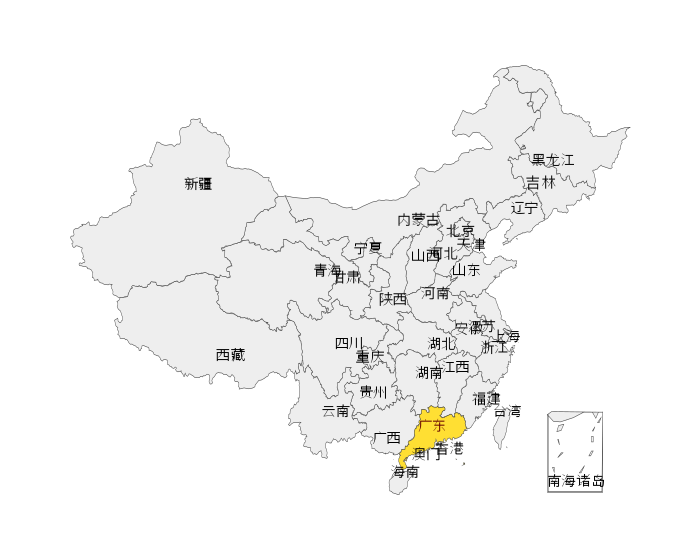 黑龙江
新疆
吉林
辽宁
内蒙古
北京
天津
宁夏
山西
河北
青海
甘肃
山东
陕西
河南
安徽
江苏
上海
四川
湖北
浙江
重庆
西藏
湖南
江西
贵州
福建
云南
台湾
广东
广西
香港
澳门
海南
南海诸岛